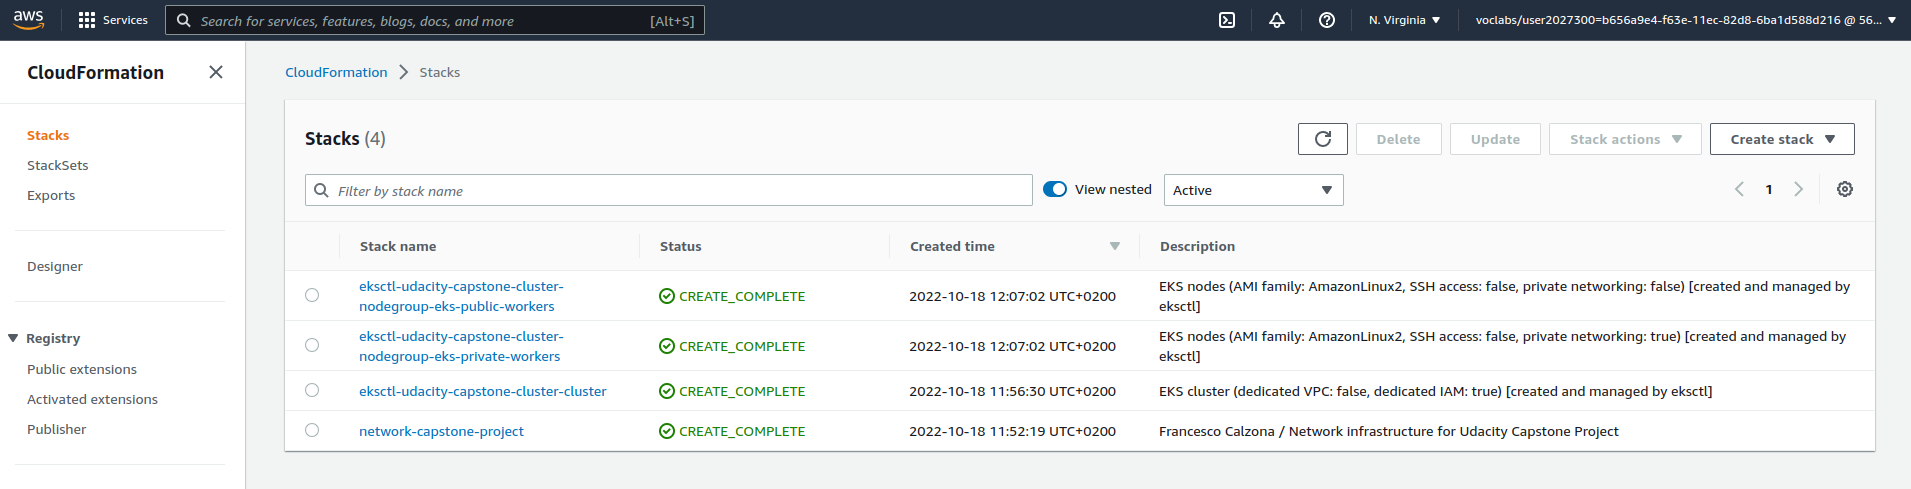 aws
Services
Search for services, features, blogs, docs, and more
[Alt+S]
N. Virginia
voclabs/user2027300=b656a9e4-f63e-11ec-82d8-6ba1d588d216 @ 56...
CloudFormation
Stacks
StackSets
Exports
Designer
Registry
Public extensions
Activated extensions
Publisher
CloudFormation
Stacks
Stacks (4)
Delete
Update
Stack actions
Create stack
Filter by stack name
View nested
Active
1
Stack name
Status
Created time
Description
eksctl-udacity-capstone-cluster-
nodegroup-eks-public-workers
CREATE_COMPLETE
2022-10-18 12:07:02 UTC+0200
EKS nodes (AMI family: AmazonLinux2, SSH access: false, private networking: false) [created and managed by
eksctl]
eksctl-udacity-capstone-cluster-
nodegroup-eks-private-workers
CREATE_COMPLETE
2022-10-18 12:07:02 UTC+0200
EKS nodes (AMI family: AmazonLinux2, SSH access: false, private networking: true) [created and managed by
eksctl]
eksctl-udacity-capstone-cluster-cluster
CREATE_COMPLETE
2022-10-18 11:56:30 UTC+0200
EKS cluster (dedicated VPC: false, dedicated IAM: true) [created and managed by eksctl]
network-capstone-project
CREATE_COMPLETE
2022-10-18 11:52:19 UTC+0200
Francesco Calzona / Network infrastructure for Udacity Capstone Project